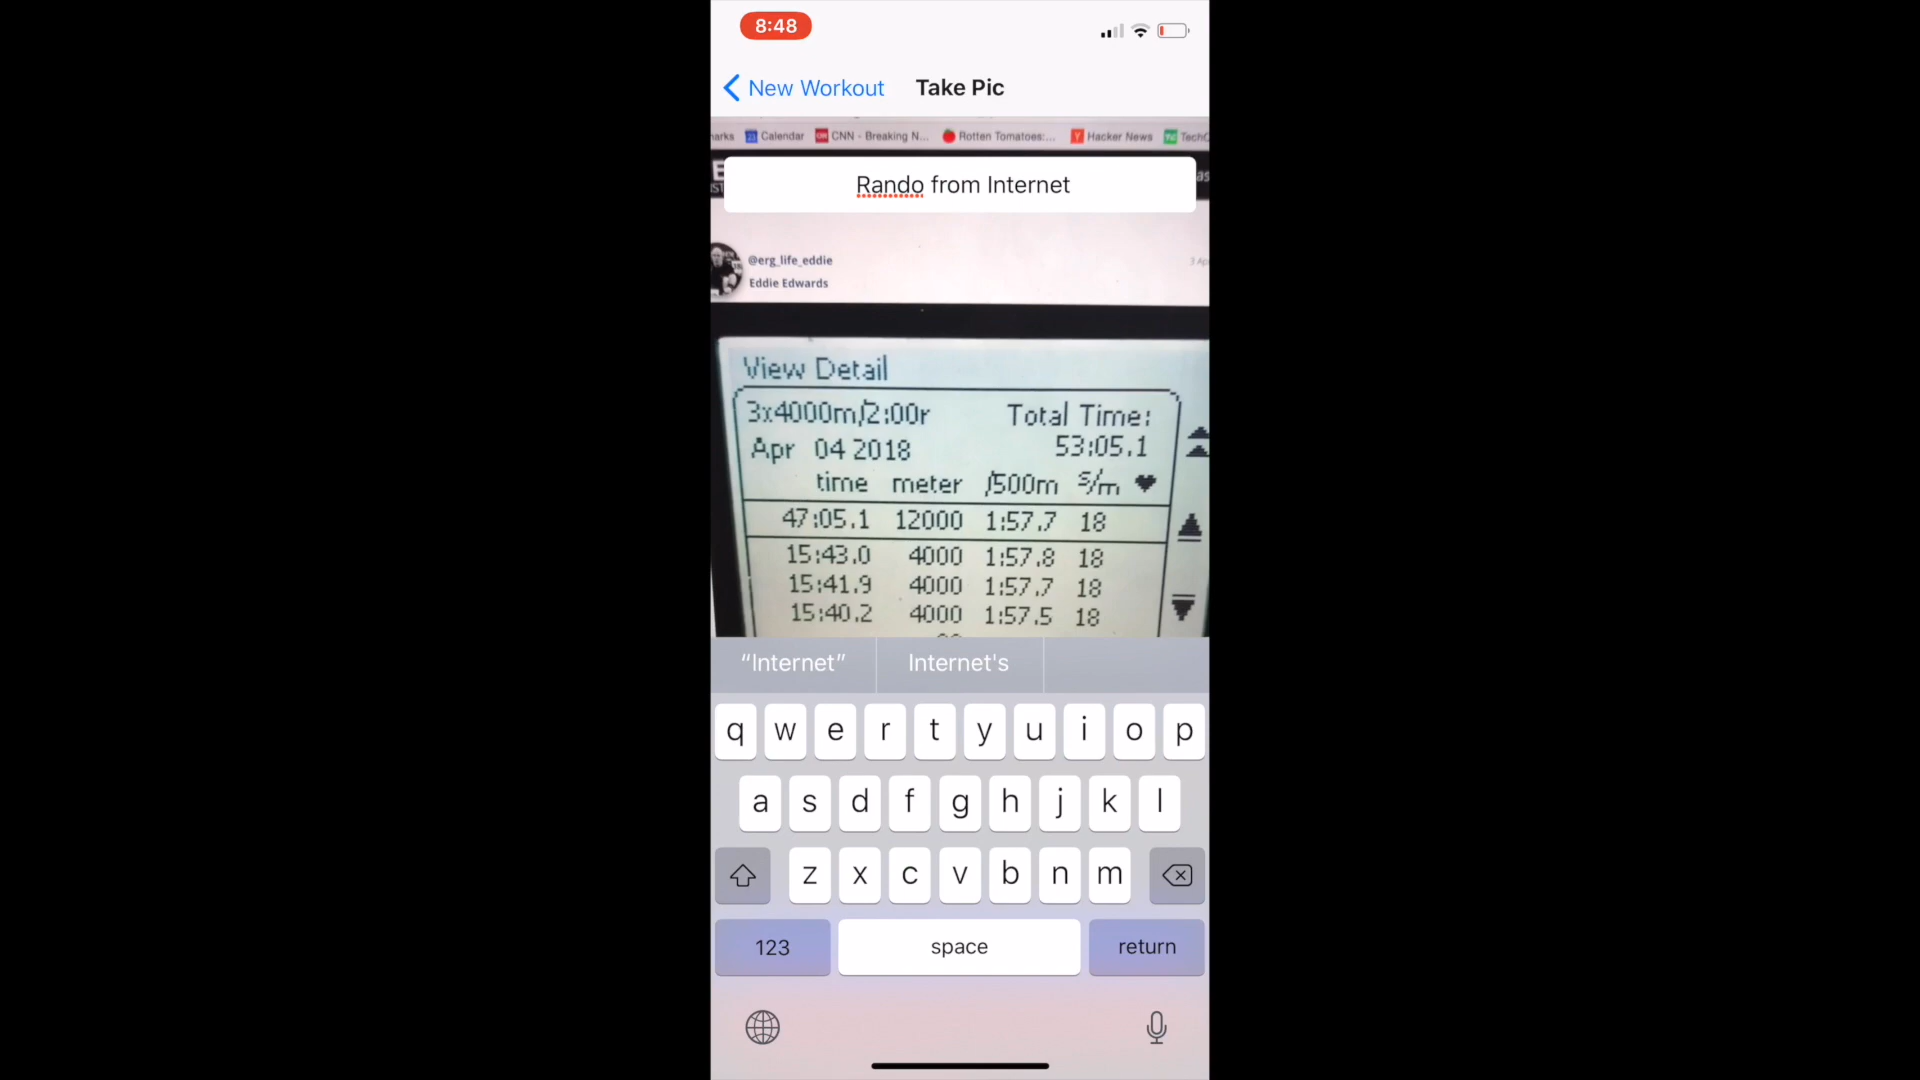 8:48
New Workout Take Pic
arks Calendar CNN - Breaking N... Rotten Tomatoes:... Hacker News
Rando from Internet
@erg_life_eddie
Eddie Edwards
View Detail
3x4000m/2:00r Total Time:
Apr 04 2018 53:05.1
time meter /500m s/m ♥
47:05.1 12000 1:57.7 18
15:43.0 4000 1:57.8 18
15:41.9 4000 1:57.7 18
15:40.2 4000 1:57.5 18
“Internet” Internet's
q w e r t y u i o p
a s d f g h j k l
z x c v b n m
123 space return